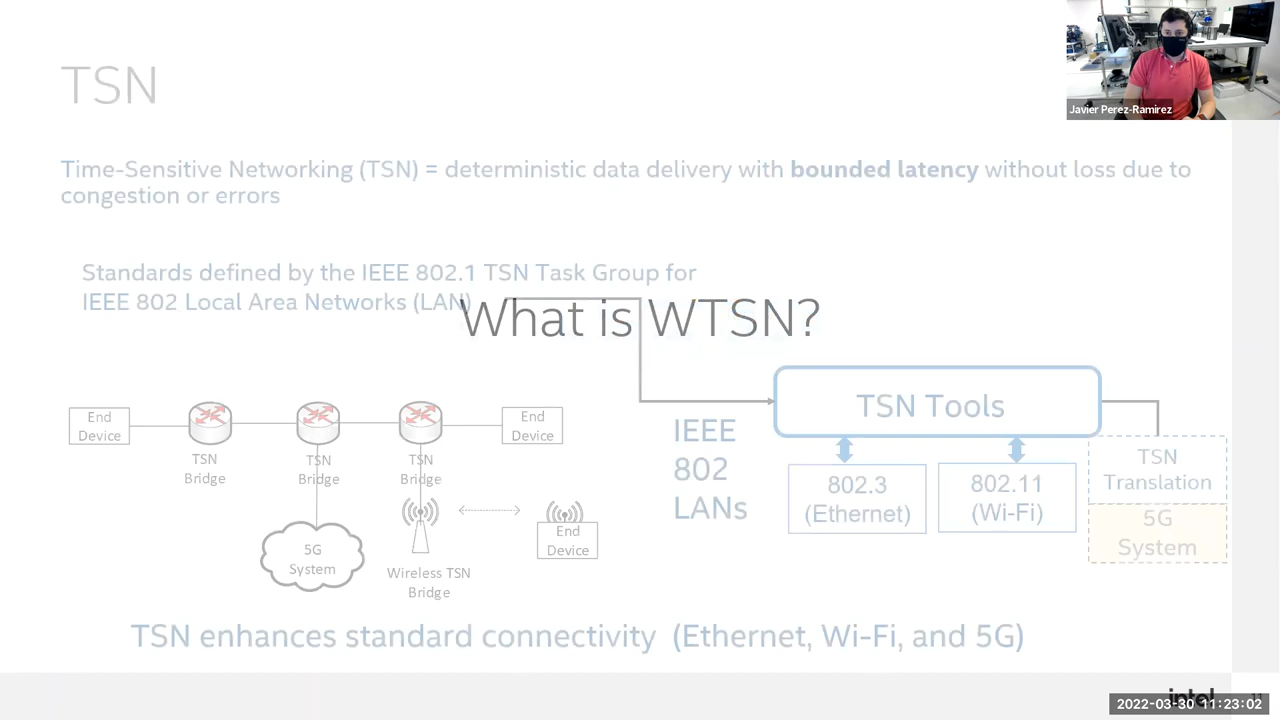 TSN
Javier Perez-Ramirez
Time-Sensitive Networking (TSN) = deterministic data delivery with bounded latency without loss due to
congestion or errors
Standards defined by the IEEE 802.1 TSN Task Group for
IEEE 802 Local Area Networks (LAN)
What is WTSN?
TSN Tools
End
Device
TSN
Bridge
TSN
Bridge
TSN
Bridge
End
Device
IEEE
802
LANs
802.3
(Ethernet)
802.11
(Wi-Fi)
TSN
Translation
5G
System
5G
System
Wireless TSN
Bridge
End
Device
TSN enhances standard connectivity (Ethernet, Wi-Fi, and 5G)
intel
11
2022-03-30 11:23:02